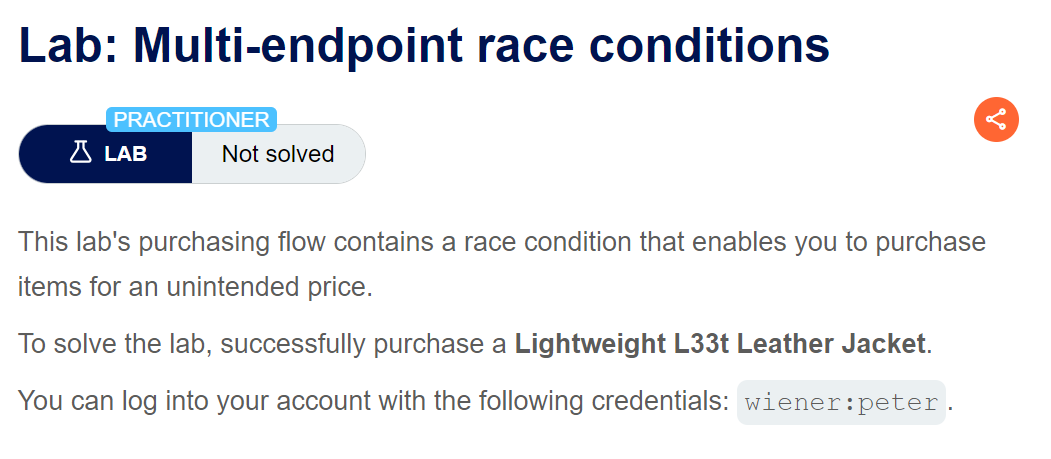 Lab: Multi-endpoint race conditions
PRACTITIONER
LAB
Not solved
This lab's purchasing flow contains a race condition that enables you to purchase
items for an unintended price.
To solve the lab, successfully purchase a Lightweight L33t Leather Jacket.
You can log into your account with the following credentials: wiener:peter.